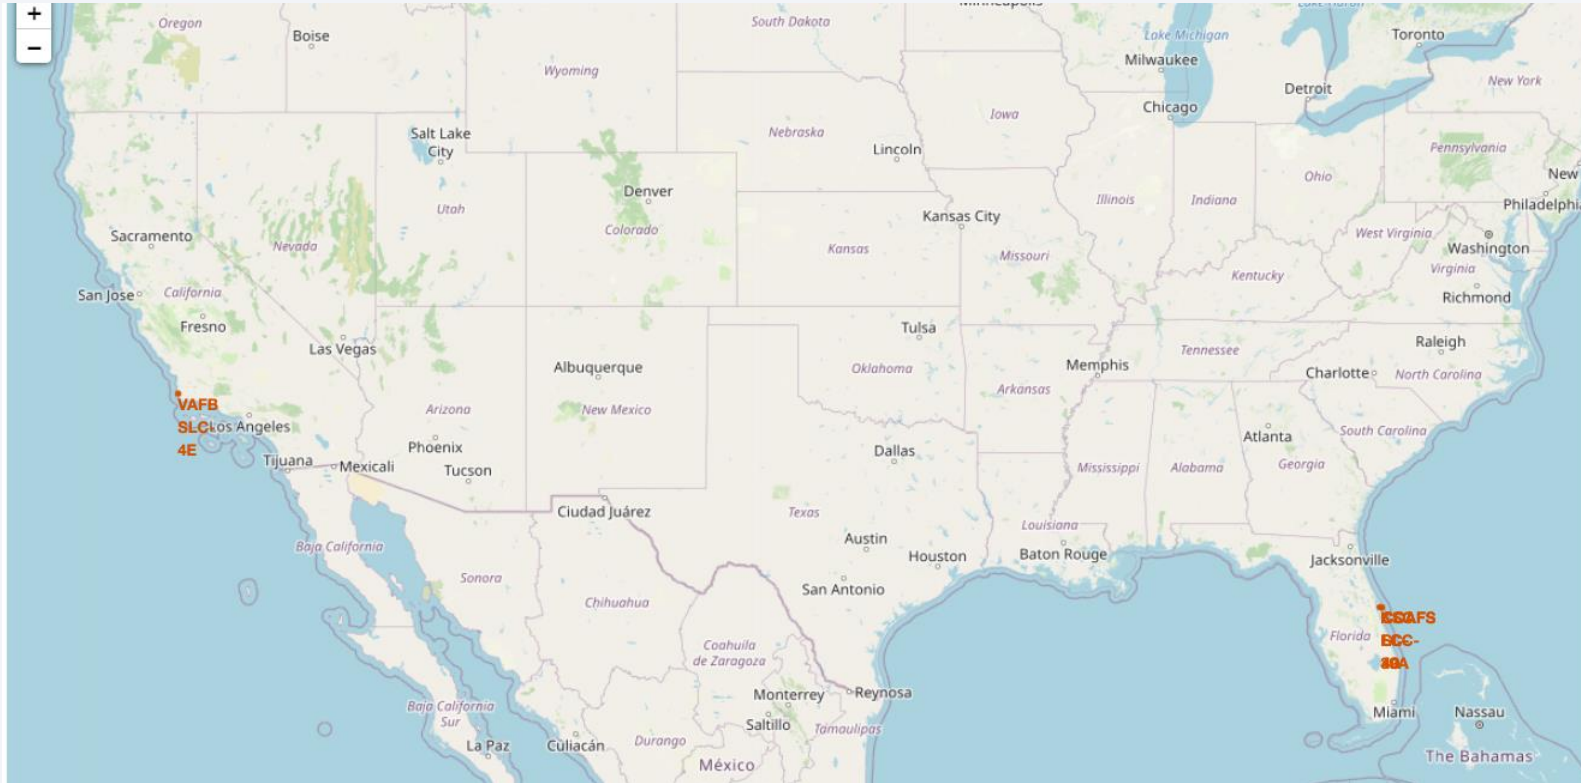 +
−
Oregon
Boise
South Dakota
Minneapolis
Lake Michigan
Lake Huron
Toronto
Milwaukee
Wyoming
Detroit
New York
Chicago
Iowa
Salt Lake
City
Nebraska
Lincoln
Pennsylvania
New
Denver
Ohio
Utah
Illinois
Indiana
Philadelphi
Kansas City
Colorado
Sacramento
Nevada
Kansas
Missouri
West Virginia
Washington
Virginia
Kentucky
San Jose
California
Richmond
Fresno
Tulsa
Las Vegas
Raleigh
Tennessee
Albuquerque
Oklahoma
Memphis
Charlotte
North Carolina
Arkansas
VAFB
SLC-
4E
Los Angeles
Arizona
New Mexico
Phoenix
Dallas
Atlanta
South Carolina
Tijuana
Mexicali
Tucson
Mississippi
Alabama
Georgia
Ciudad Juárez
Texas
Louisiana
Austin
Houston
Baton Rouge
Jacksonville
Baja California
Sonora
San Antonio
Chihuahua
Florida
Coahuila
de Zaragoza
Monterrey
Reynosa
Baja California
Sur
Saltillo
Tamaulipas
Miami
Nassau
La Paz
Culiacán
Durango
México
The Bahamas